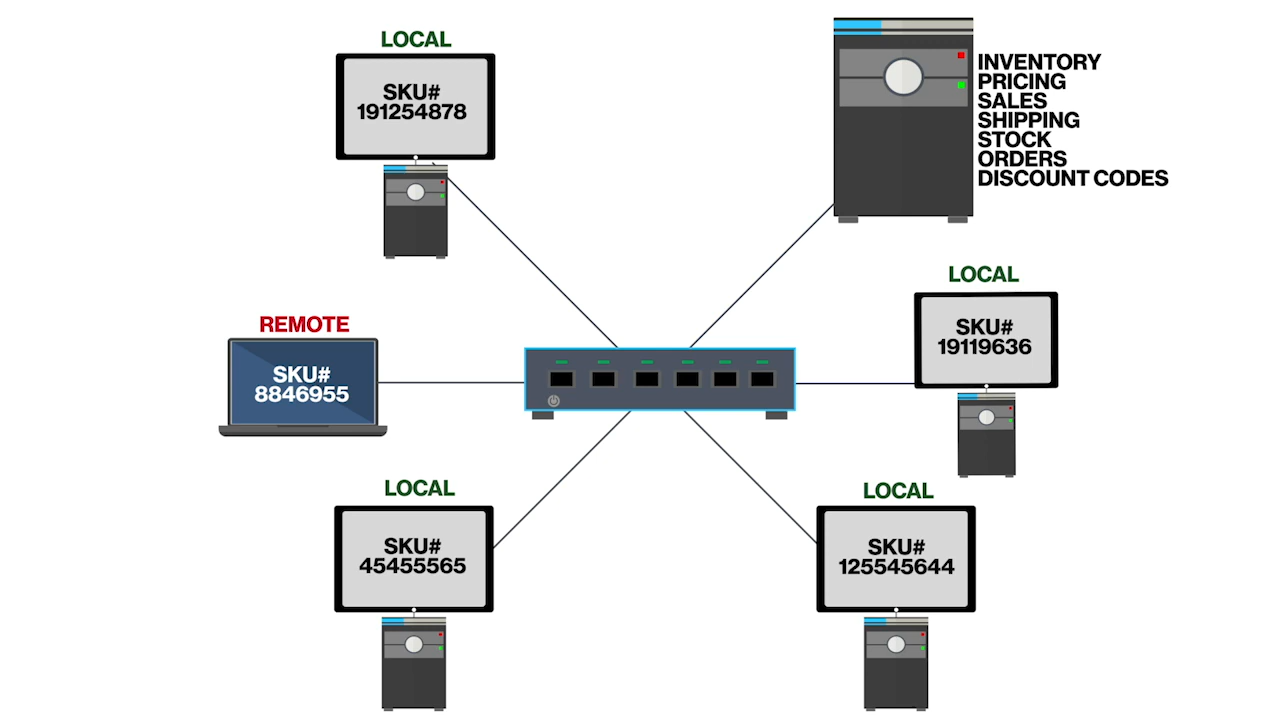 LOCAL
SKU#
191254878
INVENTORY
PRICING
SALES
SHIPPING
STOCK
ORDERS
DISCOUNT CODES
LOCAL
SKU#
19119636
REMOTE
SKU#
8846955
LOCAL
SKU#
45455565
LOCAL
SKU#
125545644